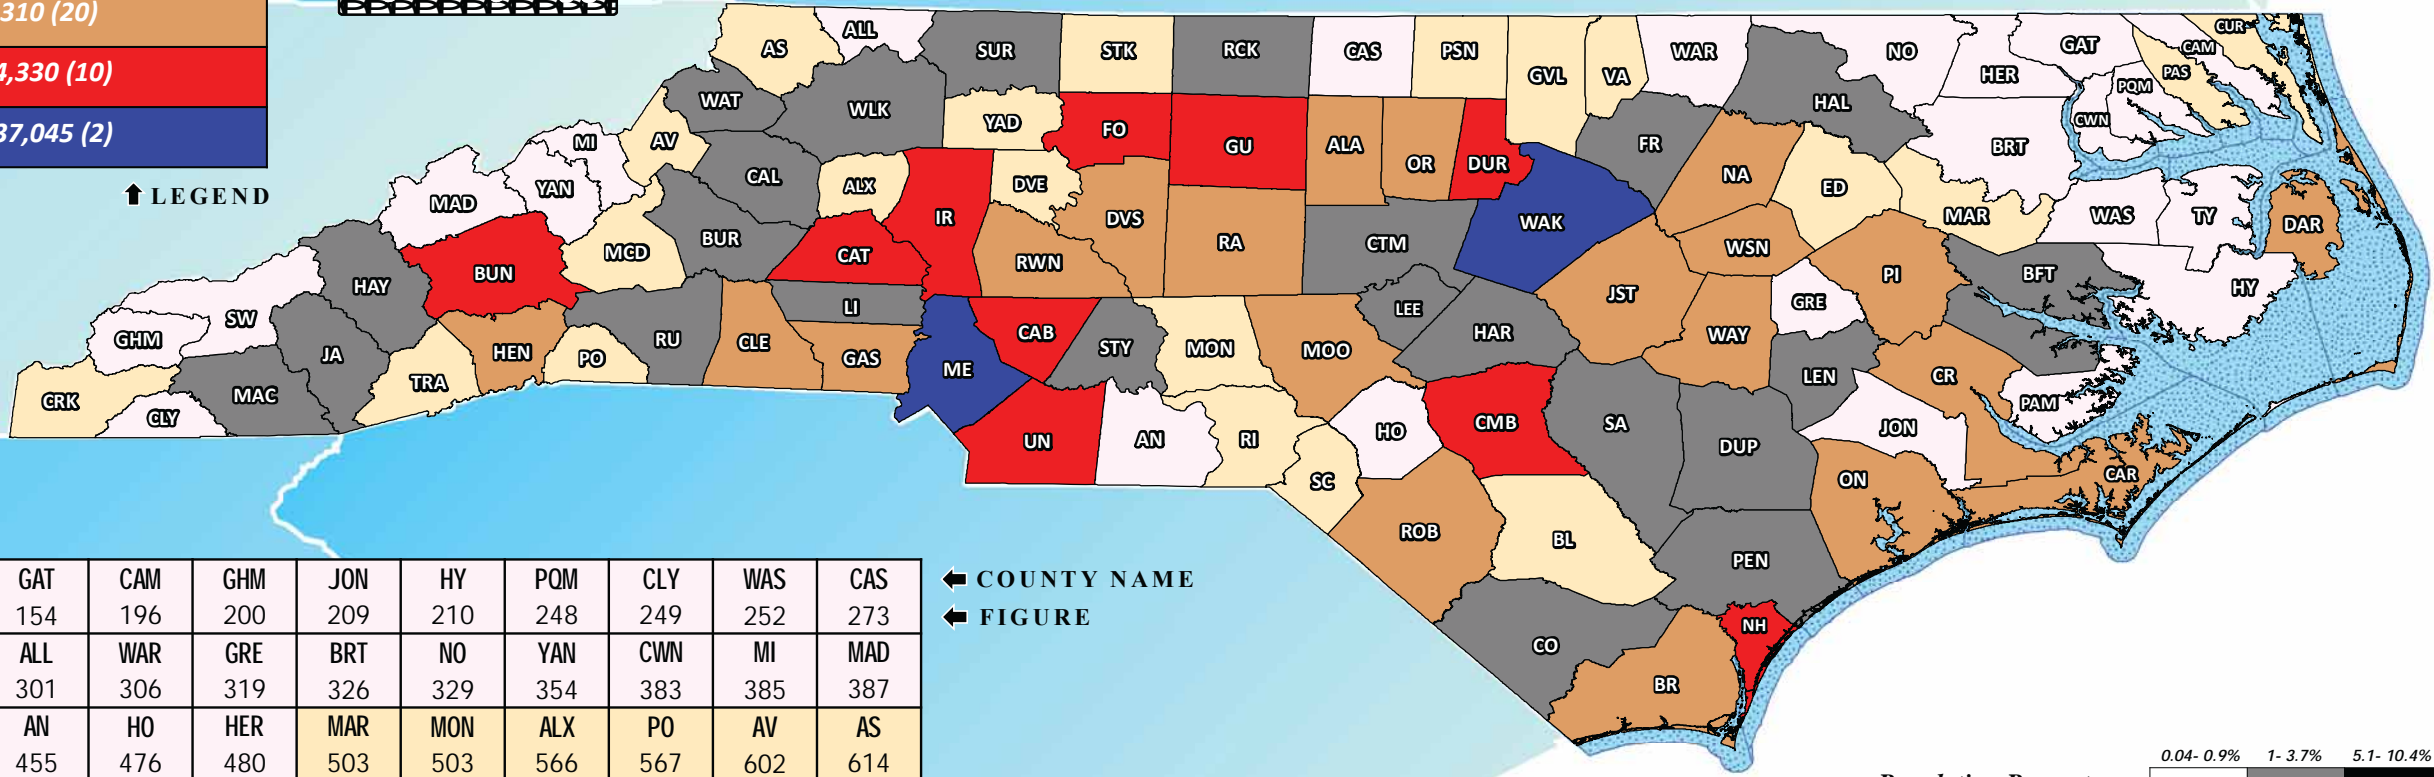 310 (20)
4,330 (10)
37,045 (2)
⬆ LEGEND
AS ALL SUR STK RCK CAS PSN GVL VA WAR NO GAT CAM CUR
HER PAS PQM
WAT WLK YAD FO GU ALA OR DUR FR HAL CWN BRT
MI AV
MAD YAN CAL ALX IR DVE DVS NA ED MAR WAS TY DAR
BUN MCD BUR CAT RWN RA CTM WAK WSN PI BFT HY
HAY LI LEE JST GRE
GHM SW JA HEN PO RU CLE GAS ME CAB STY MON MOO HAR WAY LEN CR PAM
CRK CLY MAC TRA
UN AN RI HO CMB SA DUP JON CAR
SC ROB BL ON
PEN
CO NH
BR
GAT CAM GHM JON HY PQM CLY WAS CAS
154 196 200 209 210 248 249 252 273
⬅ COUNTY NAME
⬅ FIGURE
ALL WAR GRE BRT NO YAN CWN MI MAD
301 306 319 326 329 354 383 385 387
AN HO HER MAR MON ALX PO AV AS
455 476 480 503 503 566 567 602 614
0.04- 0.9% 1- 3.7% 5.1- 10.4%